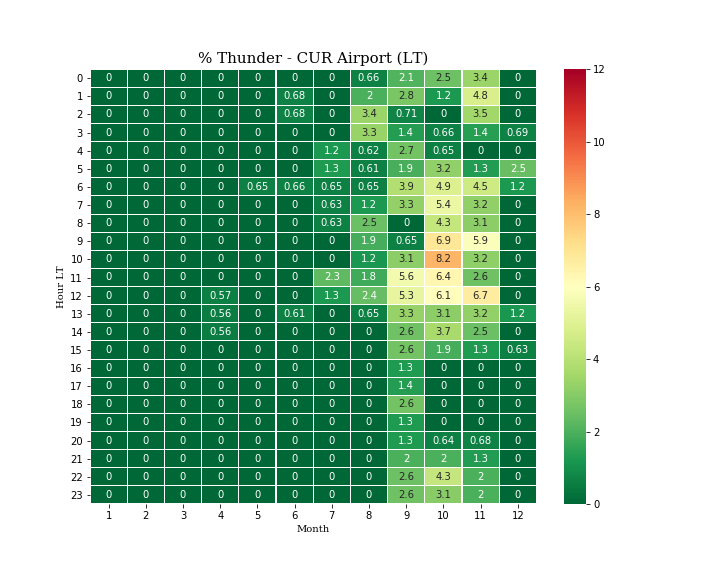 % Thunder - CUR Airport (LT)
0 0 0 0 0 0 0 0 0.66 2.1 2.5 3.4 0
1 0 0 0 0 0 0.68 0 2 2.8 1.2 4.8 0
2 0 0 0 0 0 0.68 0 3.4 0.71 0 3.5 0
3 0 0 0 0 0 0 0 3.3 1.4 0.66 1.4 0.69
4 0 0 0 0 0 0 1.2 0.62 2.7 0.65 0 0
5 0 0 0 0 0 0 1.3 0.61 1.9 3.2 1.3 2.5
6 0 0 0 0 0.65 0.66 0.65 0.65 3.9 4.9 4.5 1.2
7 0 0 0 0 0 0 0.63 1.2 3.3 5.4 3.2 0
8 0 0 0 0 0 0 0.63 2.5 0 4.3 3.1 0
9 0 0 0 0 0 0 0 1.9 0.65 6.9 5.9 0
10 0 0 0 0 0 0 0 1.2 3.1 8.2 3.2 0
11 0 0 0 0 0 0 2.3 1.8 5.6 6.4 2.6 0
12 0 0 0 0.57 0 0 1.3 2.4 5.3 6.1 6.7 0
13 0 0 0 0.56 0 0.61 0 0.65 3.3 3.1 3.2 1.2
14 0 0 0 0.56 0 0 0 0 2.6 3.7 2.5 0
15 0 0 0 0 0 0 0 0 2.6 1.9 1.3 0.63
16 0 0 0 0 0 0 0 0 1.3 0 0 0
17 0 0 0 0 0 0 0 0 1.4 0 0 0
18 0 0 0 0 0 0 0 0 2.6 0 0 0
19 0 0 0 0 0 0 0 0 1.3 0 0 0
20 0 0 0 0 0 0 0 0 1.3 0.64 0.68 0
21 0 0 0 0 0 0 0 0 2 2 1.3 0
22 0 0 0 0 0 0 0 0 2.6 4.3 2 0
23 0 0 0 0 0 0 0 0 2.6 3.1 2 0
1 2 3 4 5 6 7 8 9 10 11 12
Month
Hour LT
12
10
8
6
4
2
0